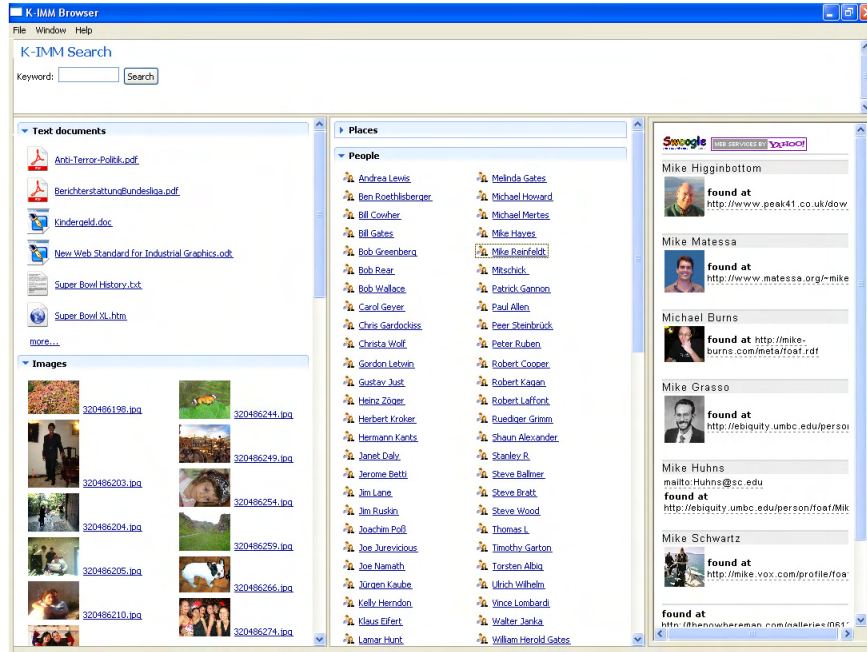 K-IMM Browser
File Window Help
K-IMM Search
Keyword: Search
Text documents
Anti-Terror-Politik.pdf
BerichterstattungBundesliga.pdf
Kindergeld.doc
New Web Standard for Industrial Graphics.odt
Super Bowl History.txt
Super Bowl XL.htm
more...
Images
320486198.jpg
320486244.jpg
320486203.jpg
320486249.jpg
320486254.jpg
320486204.jpg
320486259.jpg
320486205.jpg
320486266.jpg
320486210.jpg
320486274.jpg
Places
People
Andrea Lewis
Ben Roethlisberger
Bill Cowher
Bill Gates
Bob Greenberg
Bob Rear
Bob Wallace
Carol Geyer
Chris Gardockiss
Christa Wolf
Gordon Letwin
Gustav Just
Heinz Zöger
Herbert Kroker
Hermann Kants
Janet Daly
Jerome Betti
Jim Lane
Jim Ruskin
Joachim Poß
Joe Jurevicious
Joe Namath
Jürgen Kaube
Kelly Herndon
Klaus Eifert
Lamar Hunt
Melinda Gates
Michael Howard
Michael Mertes
Mike Hayes
Mike Reinfeldt
Mitschick
Patrick Gannon
Paul Allen
Peer Steinbrück
Peter Ruben
Robert Cooper
Robert Kagan
Robert Laffont
Ruediger Grimm
Shaun Alexander
Stanley R
Steve Ballmer
Steve Bratt
Steve Wood
Thomas L
Timothy Garton
Torsten Albig
Ulrich Wilhelm
Vince Lombardi
Walter Janka
William Herold Gates
Swoogle WEB SERVICES BY YAHOO!
Mike Higginbottom
found at
http://www.peak41.co.uk/dow
Mike Matessa
found at
http://www.matessa.org/~mike
Michael Burns
found at http://mike-
burns.com/meta/foaf.rdf
Mike Grasso
found at
http://ebiquity.umbc.edu/person
Mike Huhns
mailto:Huhns@sc.edu
found at
http://ebiquity.umbc.edu/person/foaf/Mik
Mike Schwartz
found at
http://mike.vox.com/profile/foa
found at